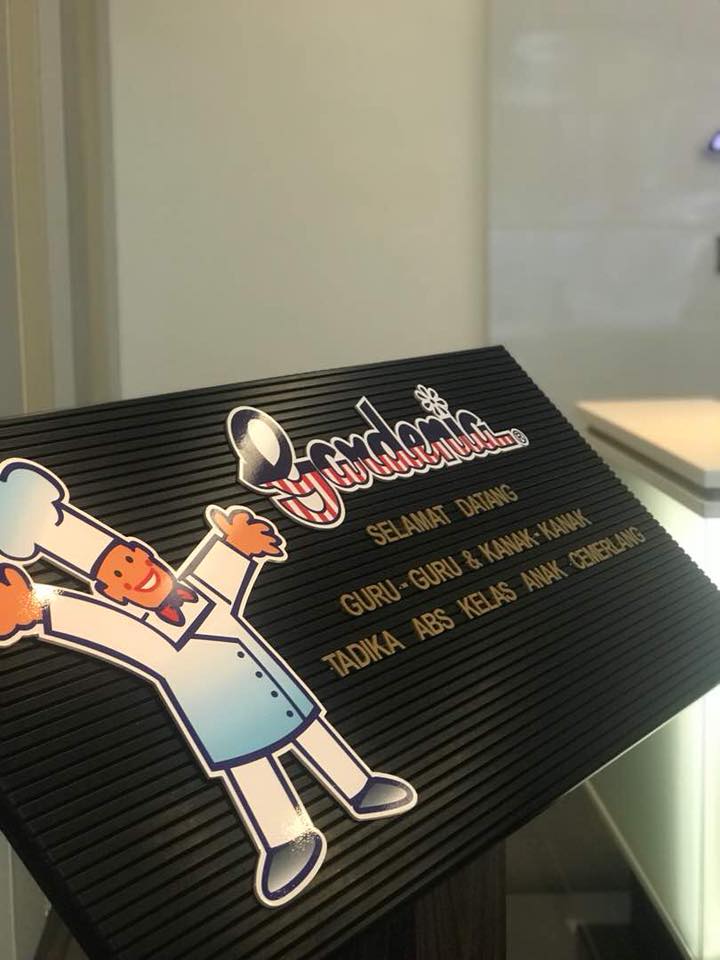 Gardenia®
SELAMAT DATANG
GURU-GURU & KANAK-KANAK
TADIKA ABS KELAS ANAK CEMERLANG